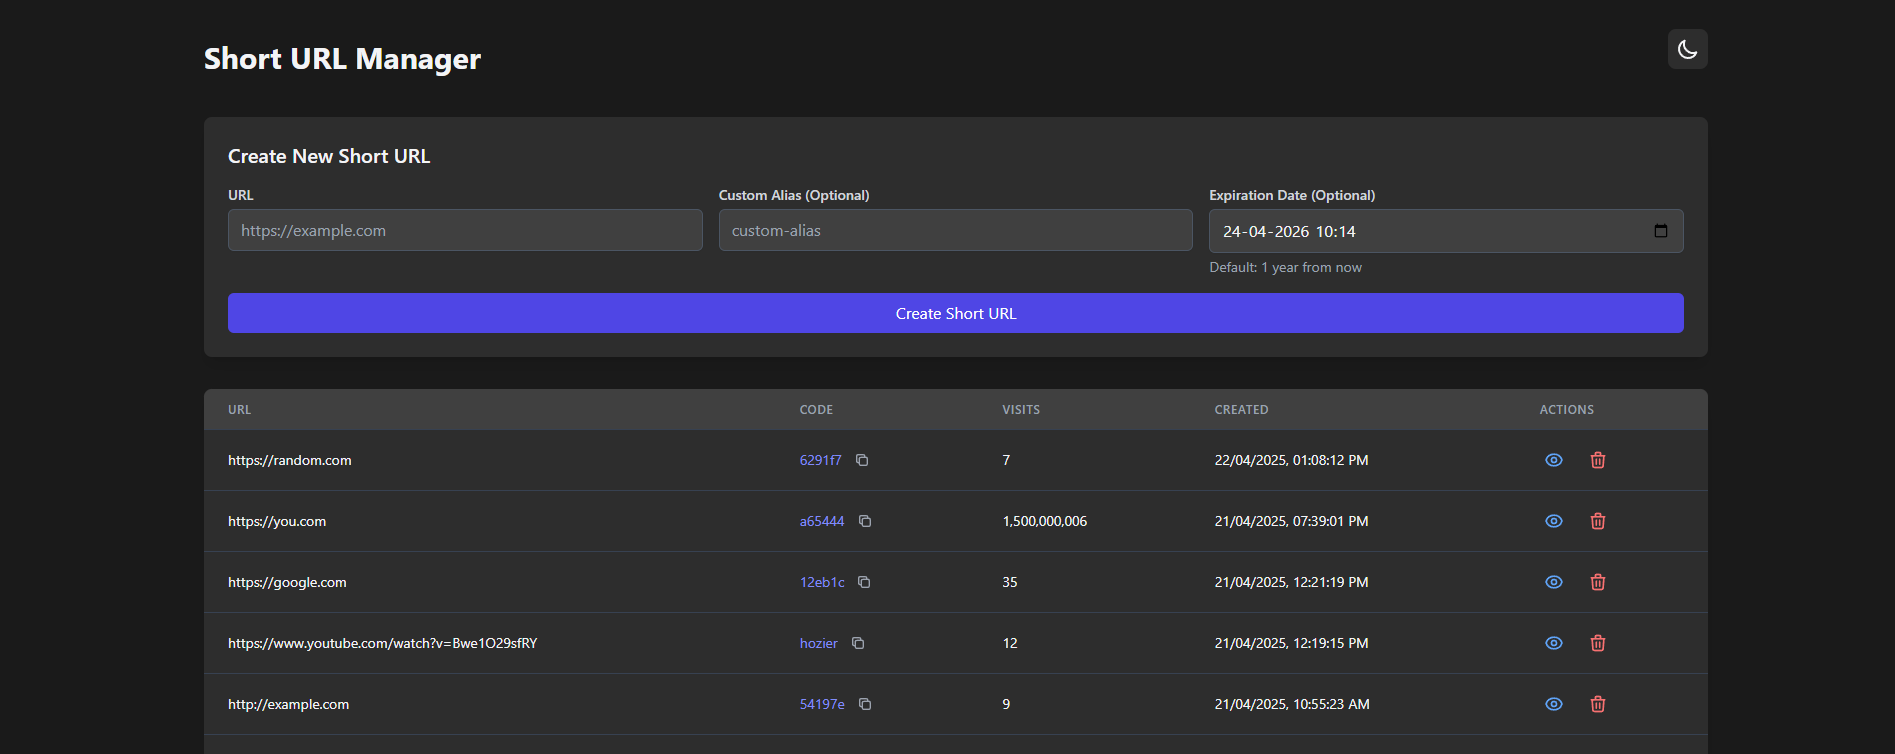 Short URL Manager
Create New Short URL
URL Custom Alias (Optional) Expiration Date (Optional)
https://example.com custom-alias 24-04-2026 10:14
Default: 1 year from now
Create Short URL
URL CODE VISITS CREATED ACTIONS
https://random.com 6291f7 7 22/04/2025, 01:08:12 PM
https://you.com a65444 1,500,000,006 21/04/2025, 07:39:01 PM
https://google.com 12eb1c 35 21/04/2025, 12:21:19 PM
https://www.youtube.com/watch?v=Bwe1O29sfRY hozier 12 21/04/2025, 12:19:15 PM
http://example.com 54197e 9 21/04/2025, 10:55:23 AM